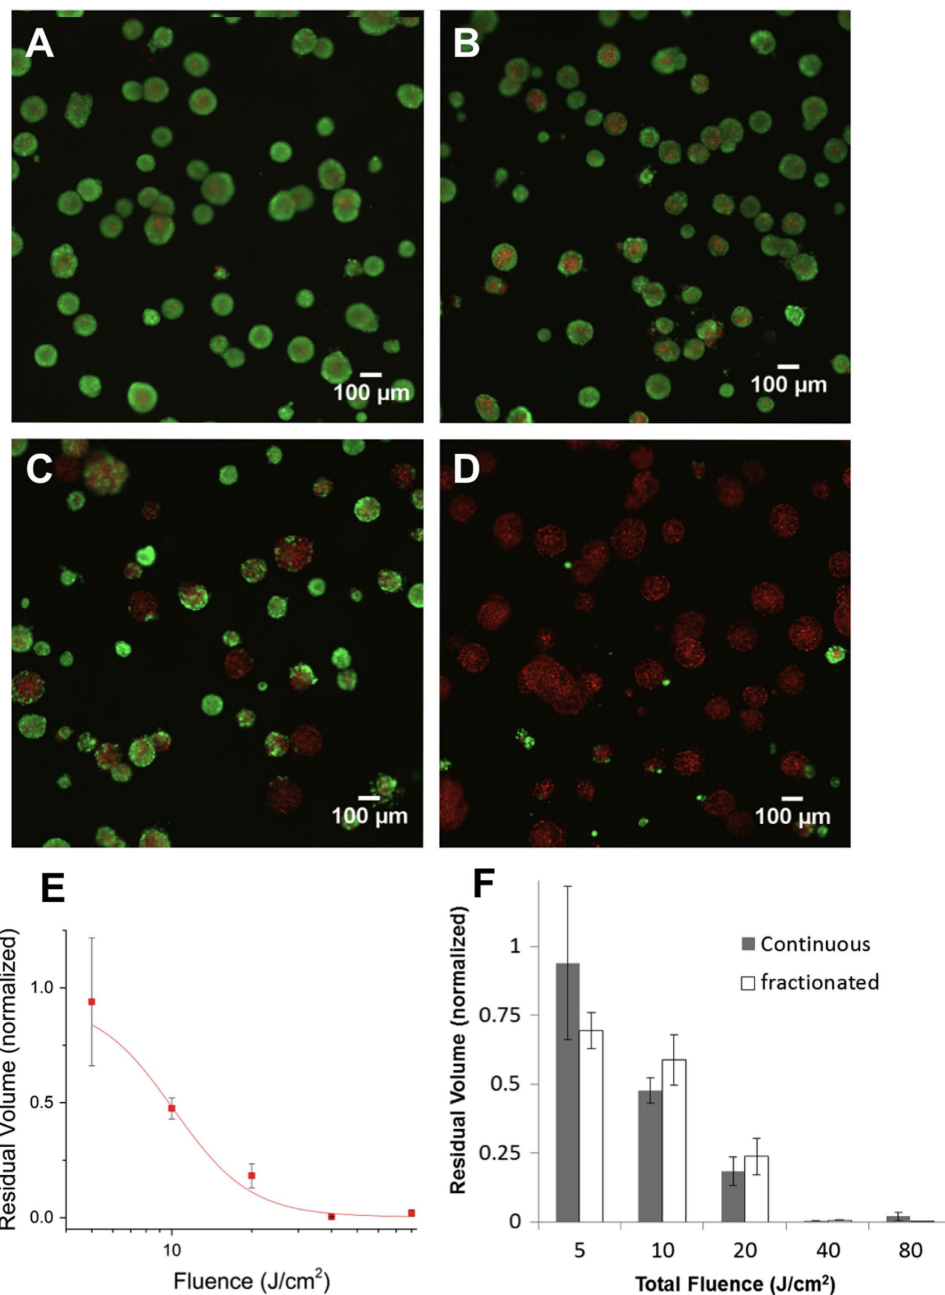 A
B
100 µm
100 µm
C
D
100 µm
100 µm
E
F
Residual Volume (normalized)
1.0
0.5
0.0
10
Fluence (J/cm²)
Residual Volume (normalized)
1
0.75
0.5
0.25
0
Continuous
fractionated
5 10 20 40 80
Total Fluence (J/cm²)